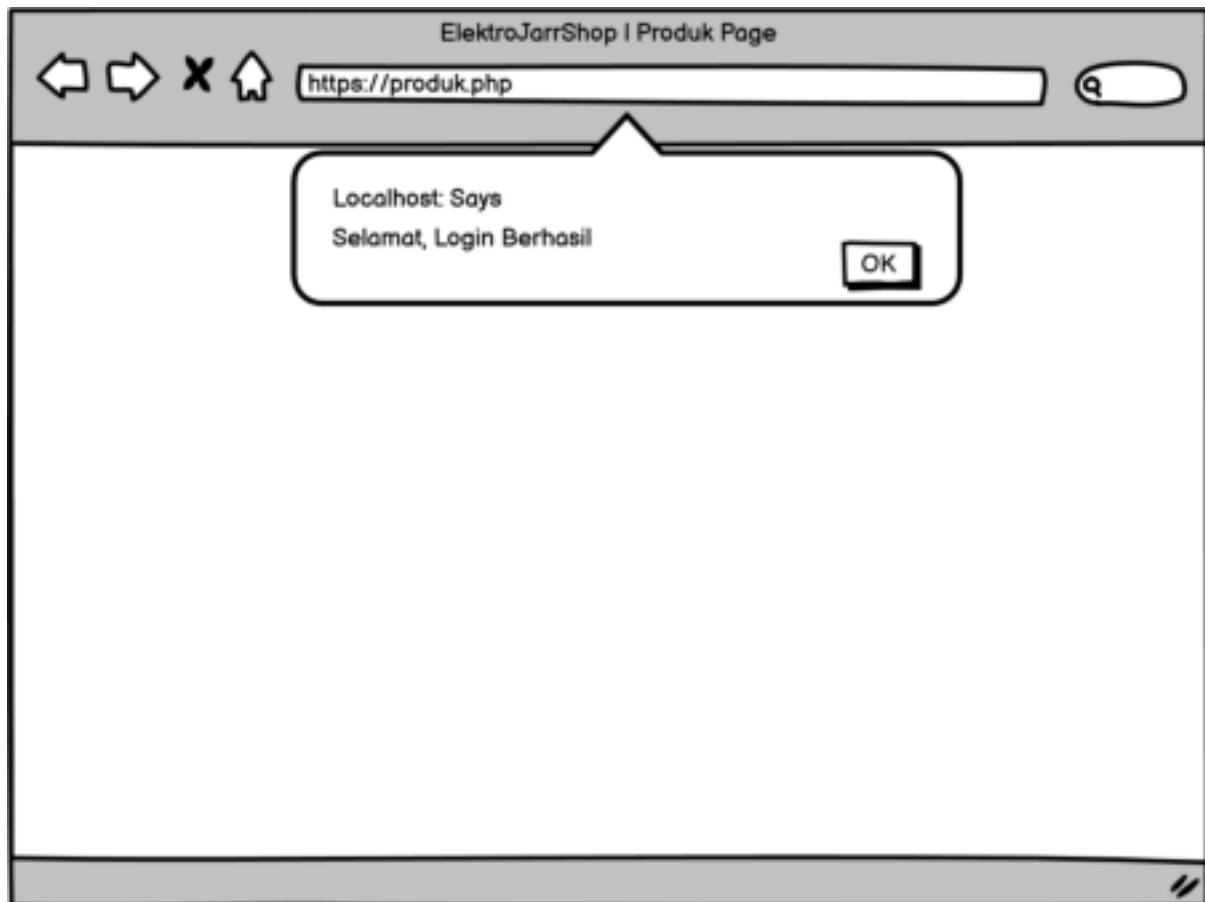 ElektroJarrShop | Produk Page
https://produk.php
Localhost: Says
Selamat, Login Berhasil
OK